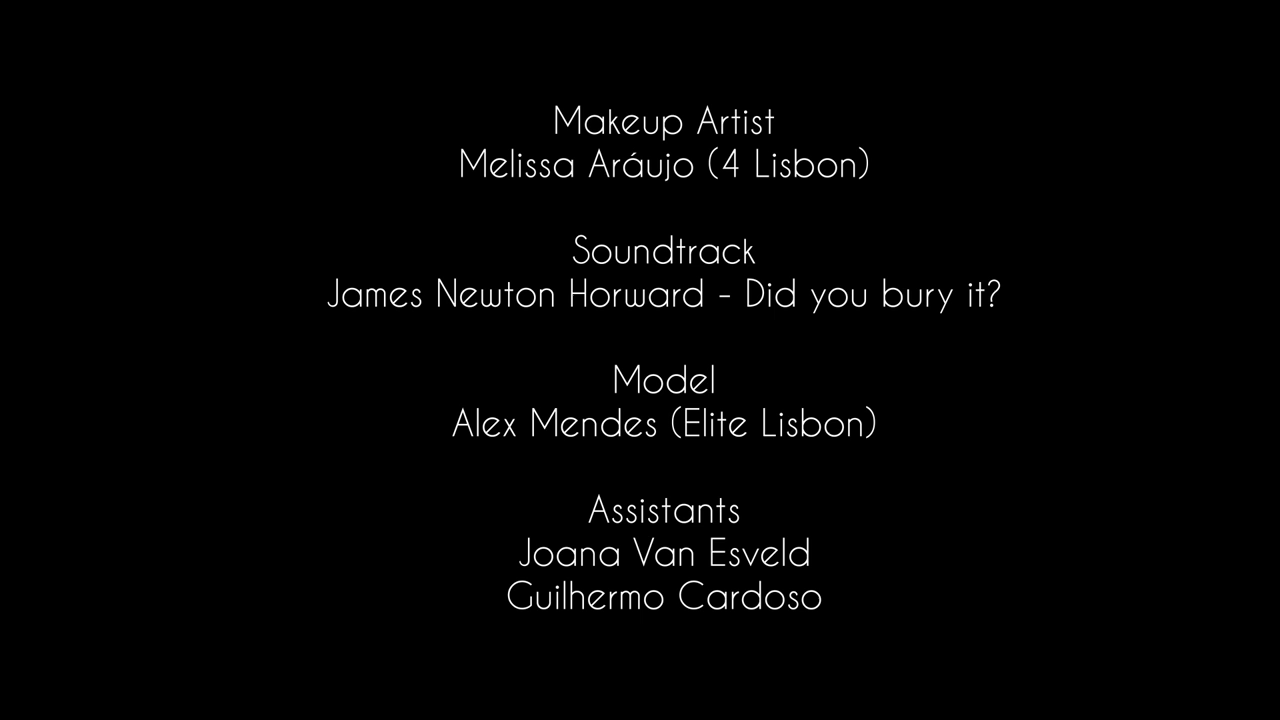 Makeup Artist
Melissa Aráujo (4 Lisbon)
Soundtrack
James Newton Horward - Did you bury it?
Model
Alex Mendes (Elite Lisbon)
Assistants
Joana Van Esveld
Guilhermo Cardoso